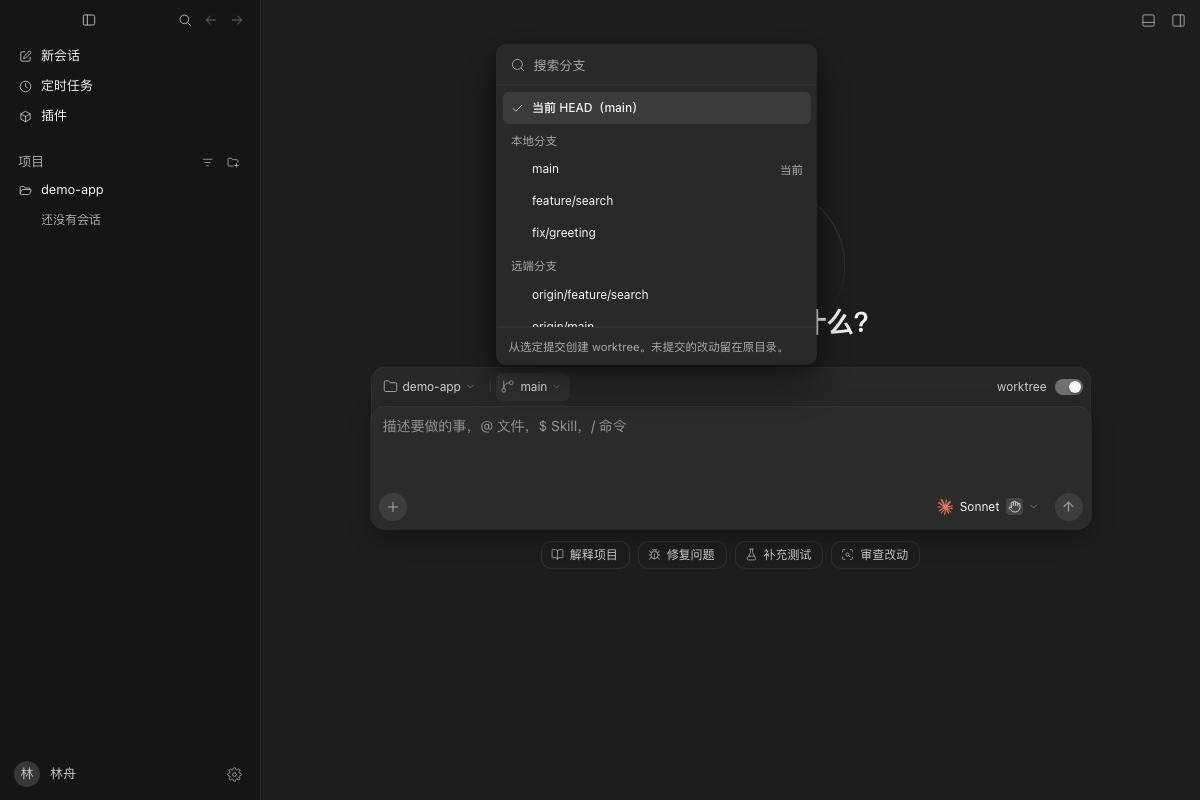 新会话
定时任务
插件
项目
demo-app
还没有会话
林 林舟
搜索分支
当前 HEAD（main）
本地分支
main 当前
feature/search
fix/greeting
远端分支
origin/feature/search
origin/main
从选定提交创建 worktree。未提交的改动留在原目录。
么?
demo-app main worktree
描述要做的事，@ 文件，$ Skill，/ 命令
Sonnet
解释项目 修复问题 补充测试 审查改动